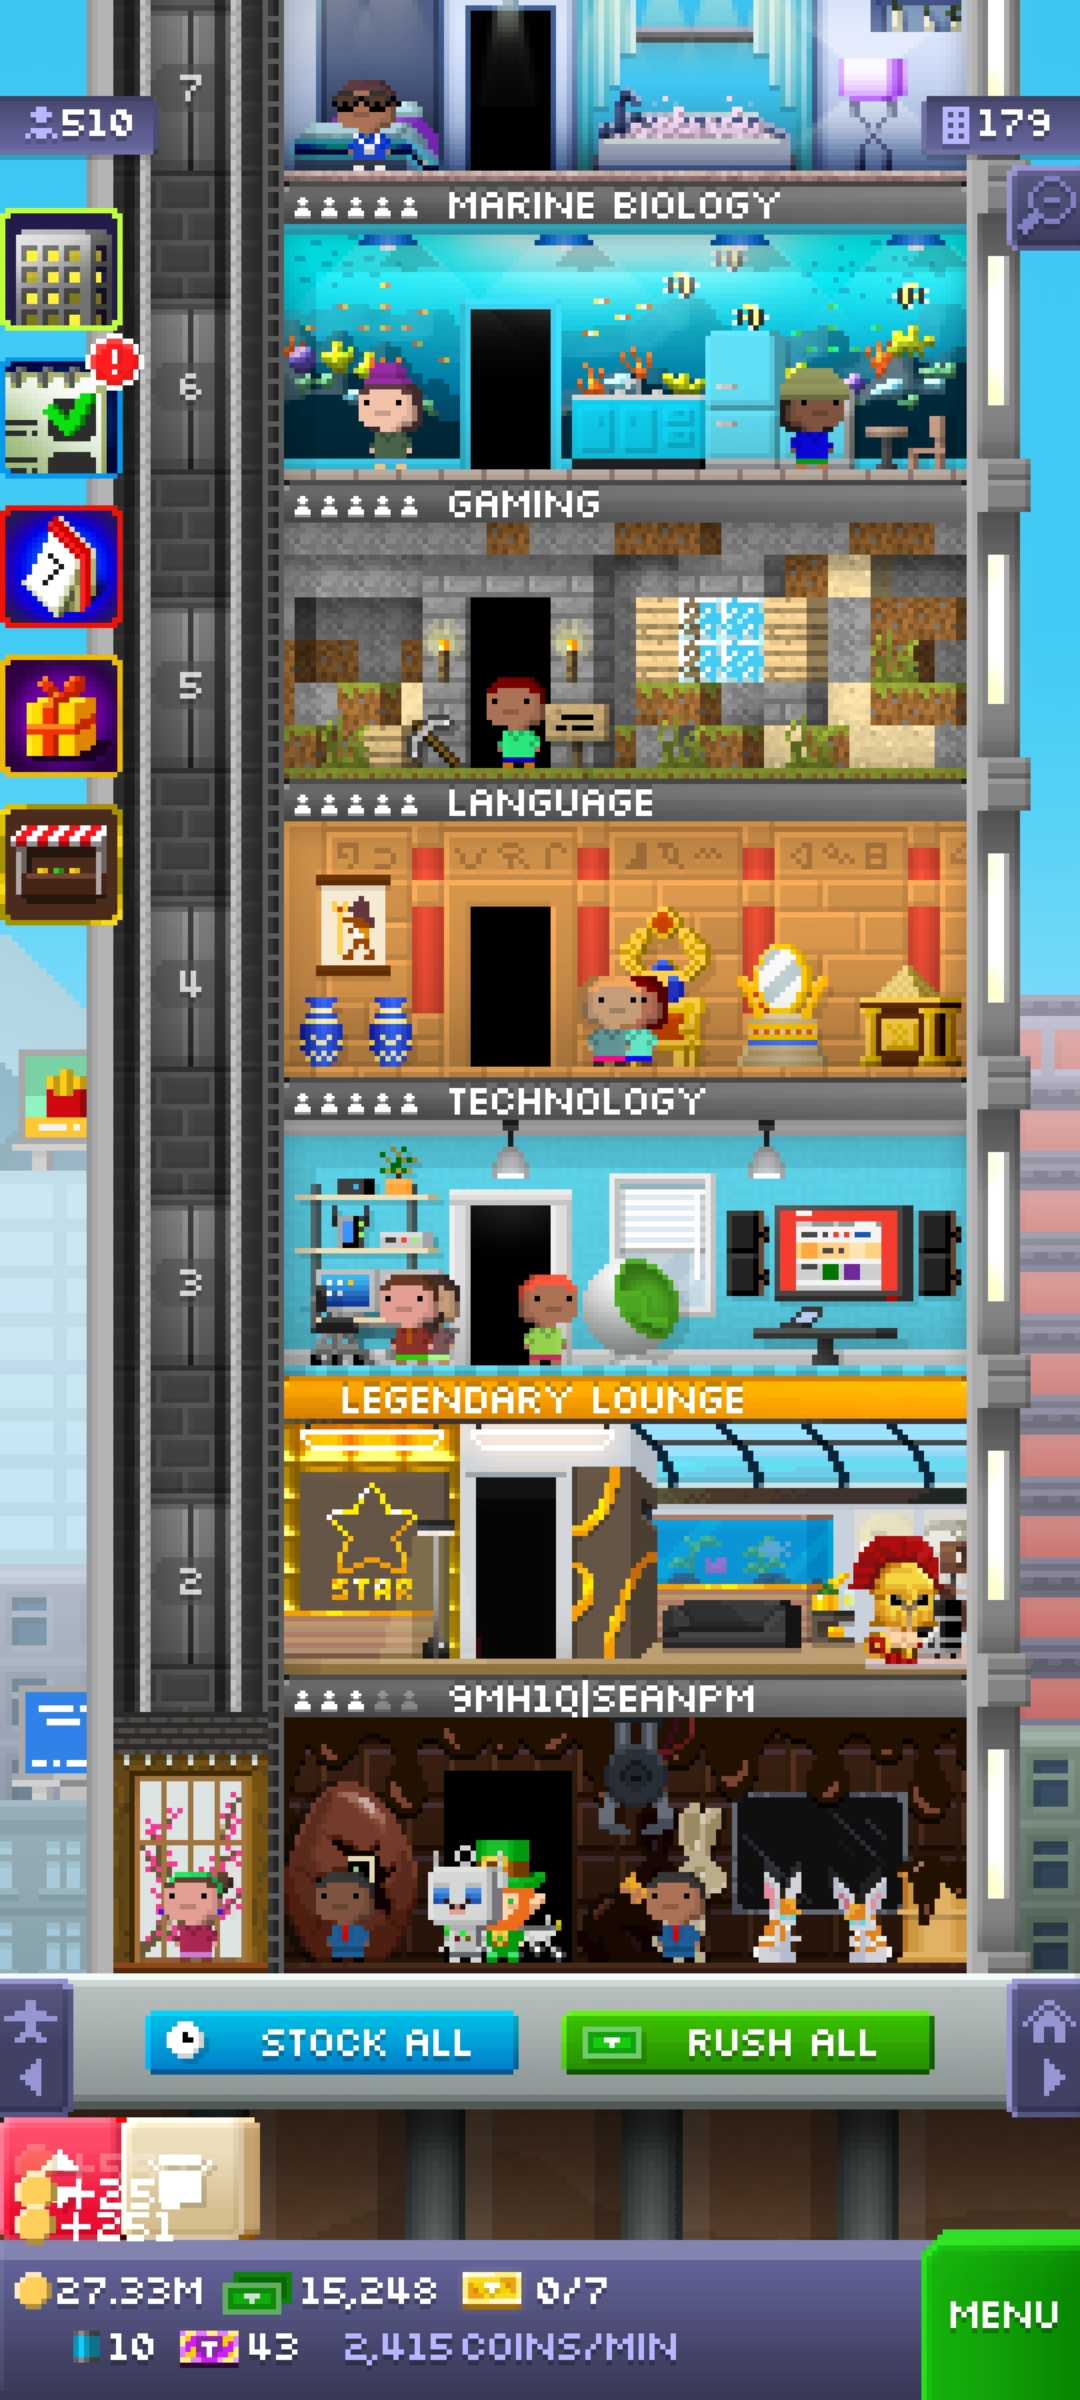 7
510
179
MARINE BIOLOGY
6
GAMING
5
LANGUAGE
4
TECHNOLOGY
3
LEGENDARY LOUNGE
STAR
2
9MH1Q|SEANPM
STOCK ALL
RUSH ALL
+251
27.33M
15,248
0/7
10
43
2,415 COINS/MIN
MENU